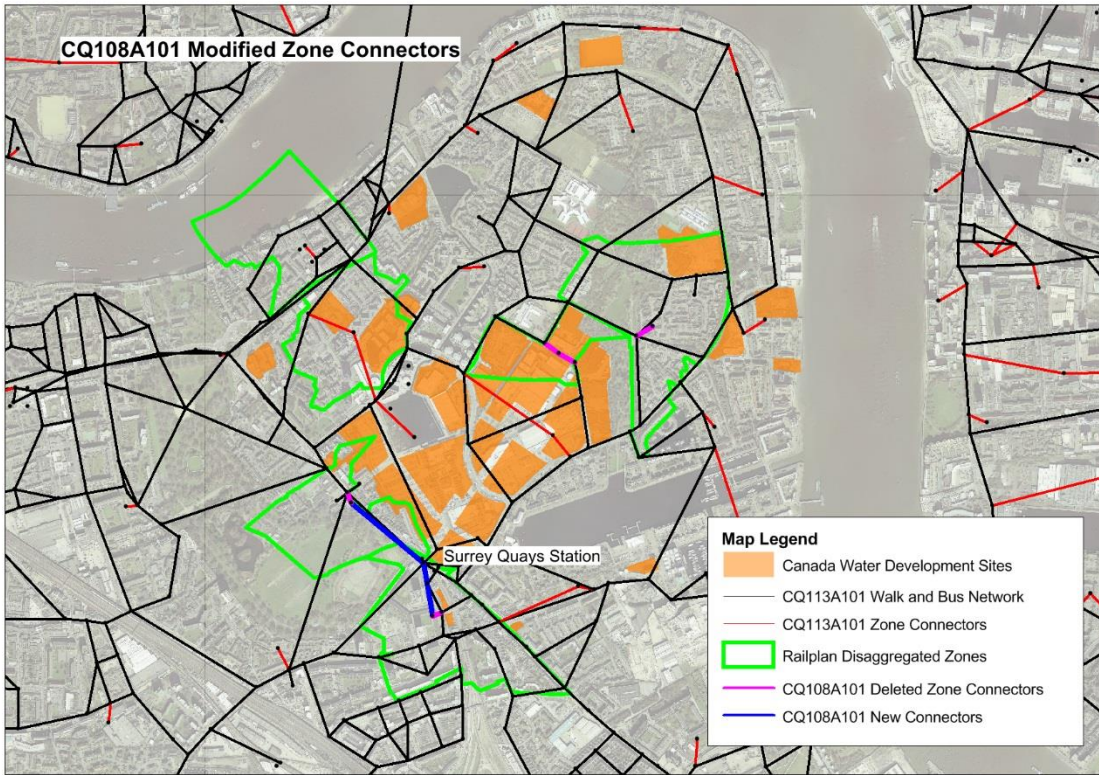 CQ108A101 Modified Zone Connectors
Surrey Quays Station
Map Legend
Canada Water Development Sites
CQ113A101 Walk and Bus Network
CQ113A101 Zone Connectors
Railplan Disaggregated Zones
CQ108A101 Deleted Zone Connectors
CQ108A101 New Connectors